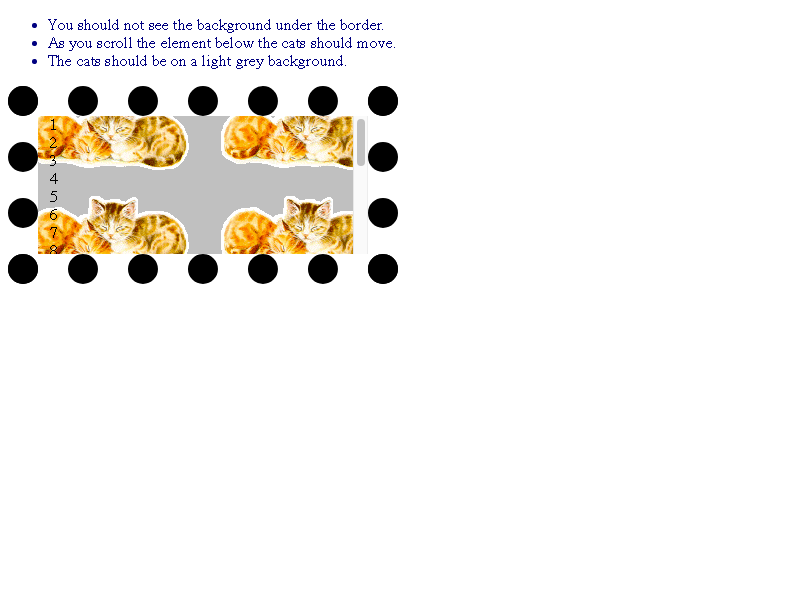 You should not see the background under the border.
As you scroll the element below the cats should move.
The cats should be on a light grey background.
1
2
3
4
5
6
7
8